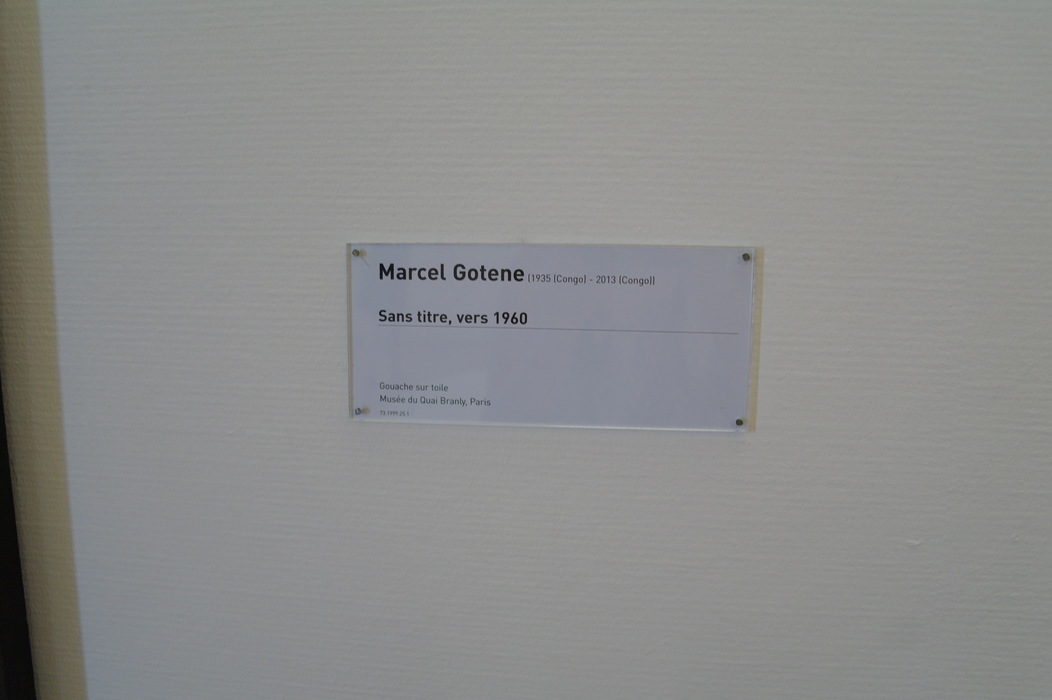 Marcel Gotene (1935 (Congo) - 2013 (Congo))
Sans titre, vers 1960
Gouache sur toile
Musée du Quai Branly, Paris